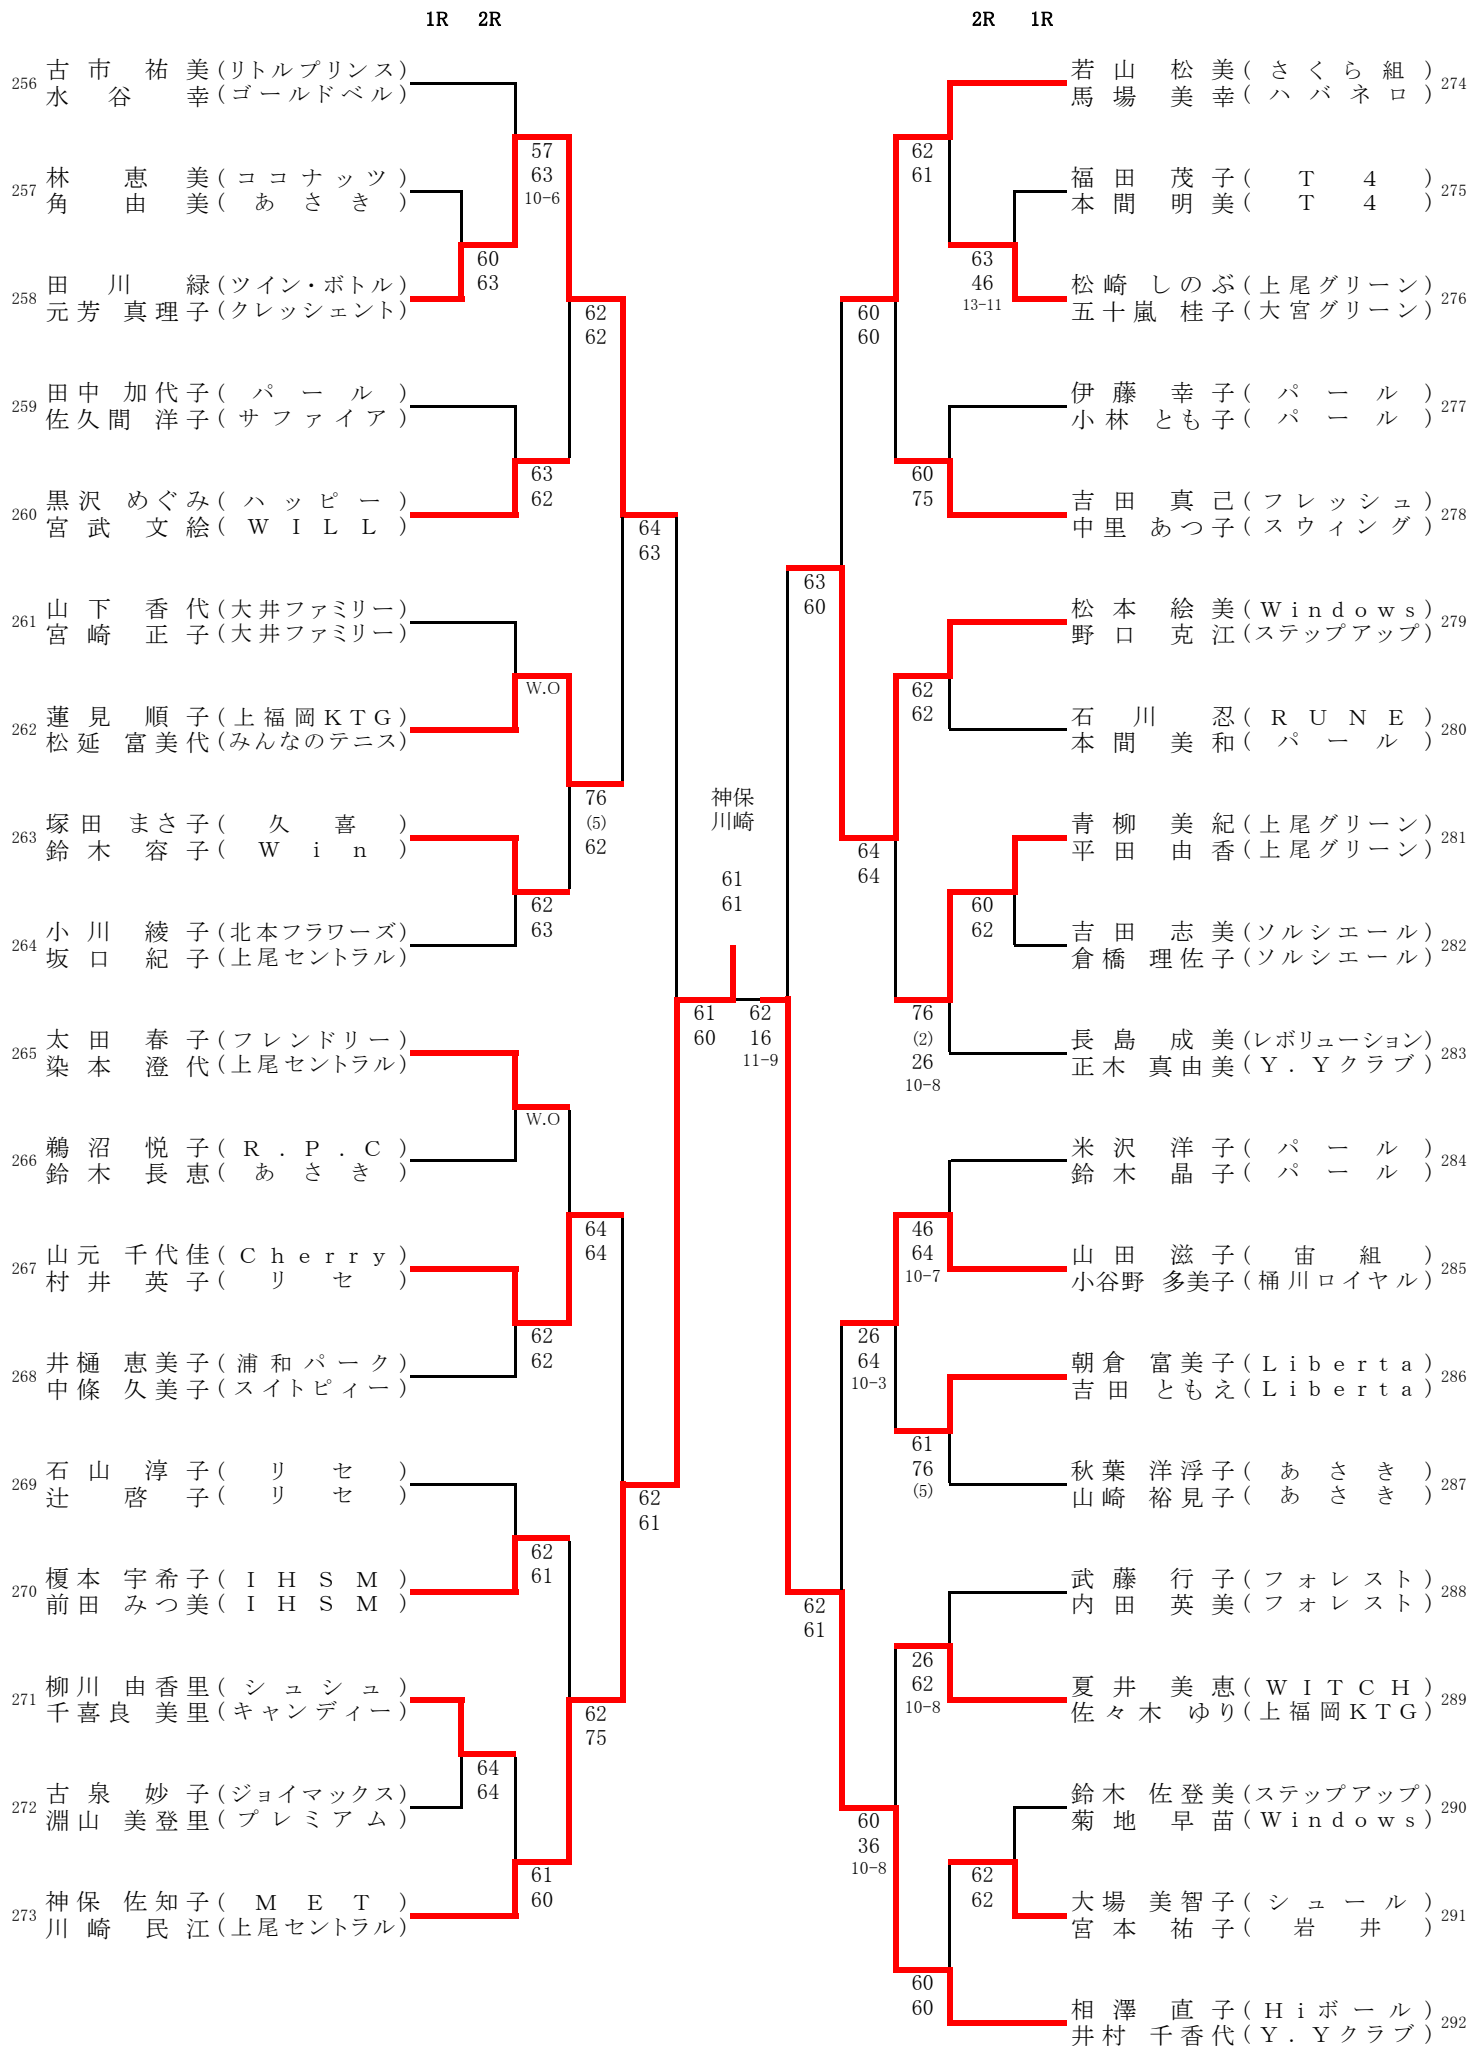 1R 2R
256 古市 祐美(リトルプリンス)
水谷 幸(ゴールドベル)
57
63
10-6
257 林 恵美(ココナッツ)
角 由美(あさき)
60
63
258 田川 緑(ツイン・ボトル)
元芳 真理子(クレッシェント)
62
62
259 田中 加代子(パール)
佐久間 洋子(サファイア)
63
62
260 黒沢 めぐみ(ハッピー)
宮武 文絵(WILL)
64
63
261 山下 香代(大井ファミリー)
宮崎 正子(大井ファミリー)
W.O
262 蓮見 順子(上福岡KTG)
松延 富美代(みんなのテニス)
76
(5)
62
263 塚田 まさ子(久喜)
鈴木 容子(Win)
62
63
264 小川 綾子(北本フラワーズ)
坂口 紀子(上尾セントラル)
61
60
265 太田 春子(フレンドリー)
染本 澄代(上尾セントラル)
W.O
266 鵜沼 悦子(R.P.C)
鈴木 長恵(あさき)
64
64
267 山元 千代佳(Cherry)
村井 英子(リセ)
62
62
268 井樋 恵美子(浦和パーク)
中條 久美子(スイトピィー)
269 石山 淳子(リセ)
辻 啓子(リセ)
62
61
62
61
270 榎本 宇希子(IHSM)
前田 みつ美(IHSM)
271 柳川 由香里(シュシュ)
千喜良 美里(キャンディー)
62
75
64
64
272 古泉 妙子(ジョイマックス)
淵山 美登里(プレミアム)
61
60
273 神保 佐知子(MET)
川崎 民江(上尾セントラル)
神保
川崎
61
61
2R 1R
若山 松美(さくら組) 274
馬場 美幸(ハバネロ)
62
61
福田 茂子(T4) 275
本間 明美(T4)
63
46
13-11
松崎 しのぶ(上尾グリーン) 276
五十嵐 桂子(大宮グリーン)
60
60
伊藤 幸子(パール) 277
小林 とも子(パール)
60
75
吉田 真己(フレッシュ) 278
中里 あつ子(スウィング)
63
60
松本 絵美(Windows) 279
野口 克江(ステップアップ)
62
62
石川 忍(RUNE) 280
本間 美和(パール)
青柳 美紀(上尾グリーン) 281
平田 由香(上尾グリーン)
64
64
60
62
吉田 志美(ソルシエール) 282
倉橋 理佐子(ソルシエール)
62
16
11-9
76
(2)
26
10-8
長島 成美(レボリューション) 283
正木 真由美(Y.Yクラブ)
米沢 洋子(パール) 284
鈴木 晶子(パール)
46
64
10-7
山田 滋子(宙組) 285
小谷野 多美子(桶川ロイヤル)
26
64
10-3
朝倉 富美子(Liberta) 286
吉田 ともえ(Liberta)
61
76
(5)
秋葉 洋浮子(あさき) 287
山崎 裕見子(あさき)
62
61
武藤 行子(フォレスト) 288
内田 英美(フォレスト)
26
62
10-8
夏井 美恵(WITCH) 289
佐々木 ゆり(上福岡KTG)
鈴木 佐登美(ステップアップ) 290
菊地 早苗(Windows)
60
36
10-8
62
62
大場 美智子(シュール) 291
宮本 祐子(岩井)
60
60
相澤 直子(Hiボール) 292
井村 千香代(Y.Yクラブ)